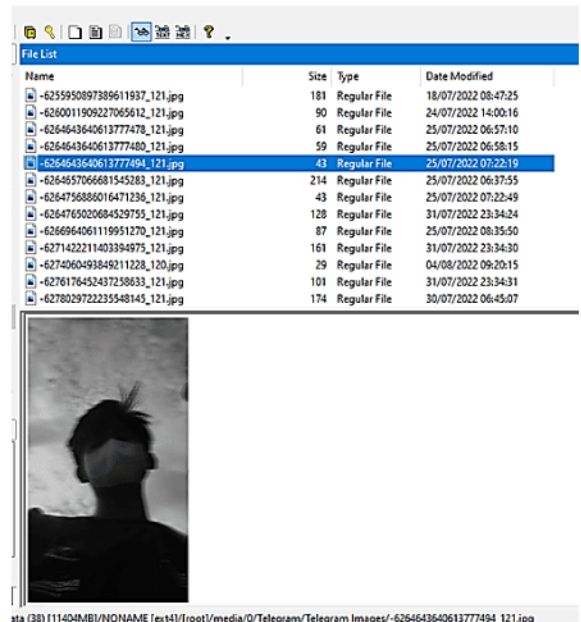 File List
Name Size Type Date Modified
-6255950897389611937_121.jpg 181 Regular File 18/07/2022 08:47:25
-6260011909227065612_121.jpg 90 Regular File 24/07/2022 14:00:16
-6264643640613777478_121.jpg 61 Regular File 25/07/2022 06:57:10
-6264643640613777480_121.jpg 59 Regular File 25/07/2022 06:58:15
-6264643640613777494_121.jpg 43 Regular File 25/07/2022 07:22:19
-6264657066681545283_121.jpg 214 Regular File 25/07/2022 06:37:55
-6264756886016471236_121.jpg 43 Regular File 25/07/2022 07:22:49
-6264765020684529755_121.jpg 128 Regular File 31/07/2022 23:34:24
-6266964061119951270_121.jpg 87 Regular File 25/07/2022 08:35:50
-6271422211403394975_121.jpg 161 Regular File 31/07/2022 23:34:30
-6274060493849211228_120.jpg 29 Regular File 04/08/2022 09:20:15
-6276176452437258633_121.jpg 101 Regular File 31/07/2022 23:34:31
-6278029722235548145_121.jpg 174 Regular File 30/07/2022 06:45:07
ata (38) [11404MB]/NONAME [ext4]/[root]/media/0/Telegram/Telegram Images/-6264643640613777494_121.jpg